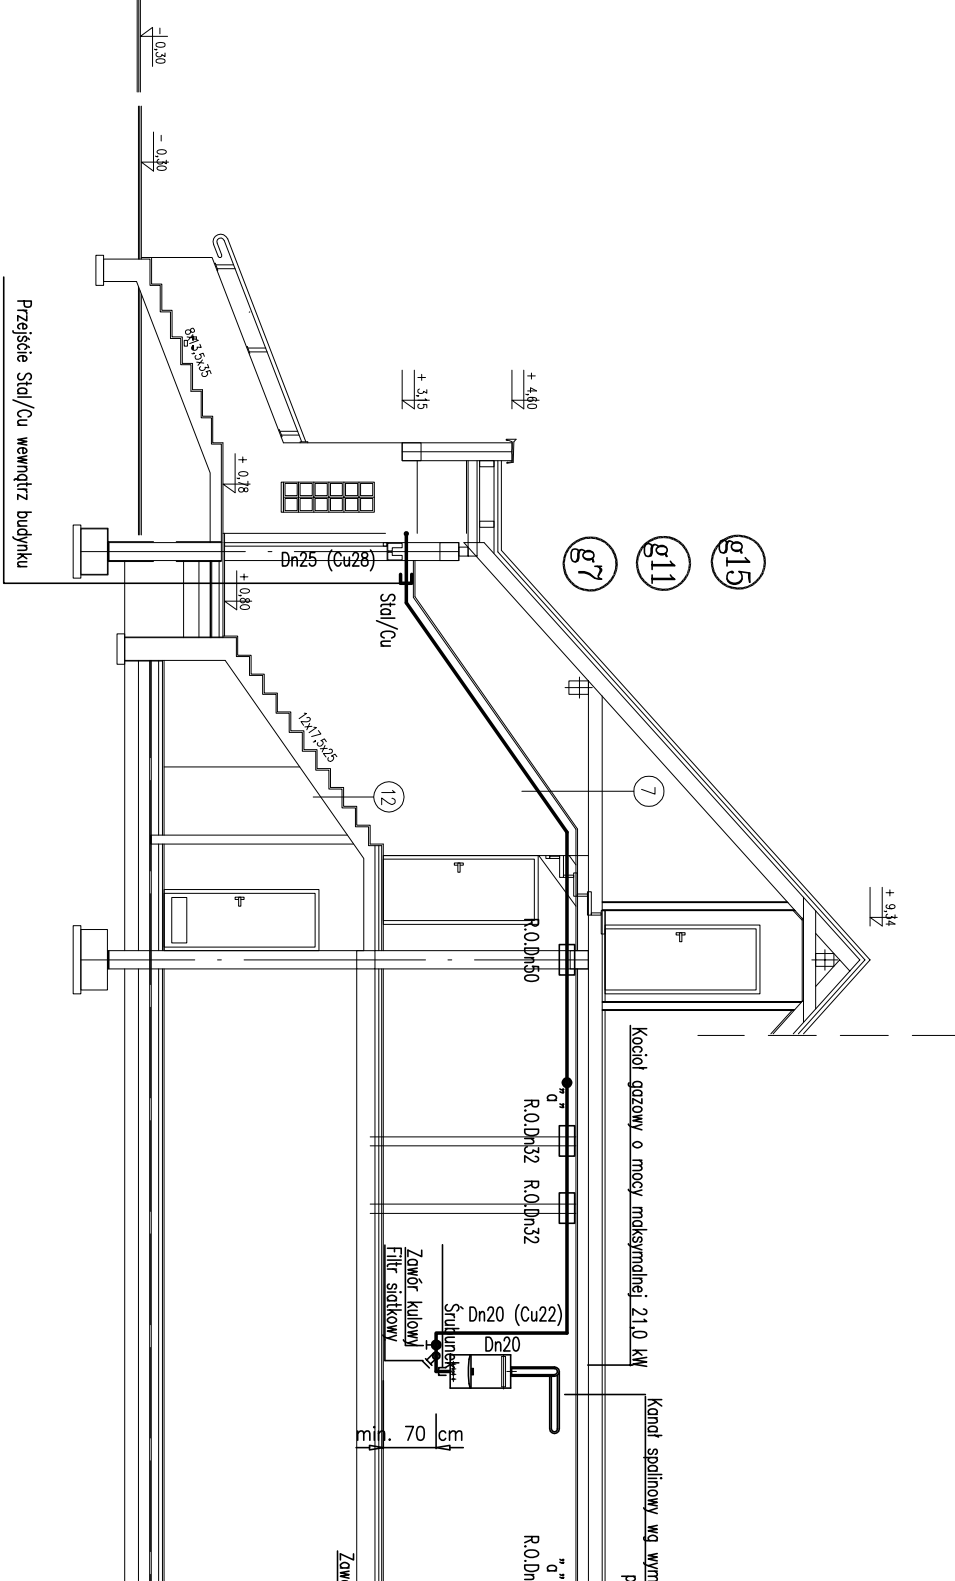 - 0,30
- 0,30
8x13,5x35
+ 0,78
+ 3,15
+ 4,60
g15
g11
g7
Dn25 (Cu28)
+ 0,80
Stal/Cu
Przejście Stal/Cu wewnątrz budynku
12x17,5x25
12
7
+ 9,34
R.O.Dn50
Kocioł gazowy o mocy maksymalnej 21,0 kW
"a"
R.O.Dn32
R.O.Dn32
Zawór kulowy
Filtr siatkowy
Śrubunek
Dn20 (Cu22)
Dn20
min. 70 cm
Kanał spalinowy wg wym
p
"a"
R.O.Dn
Zaw